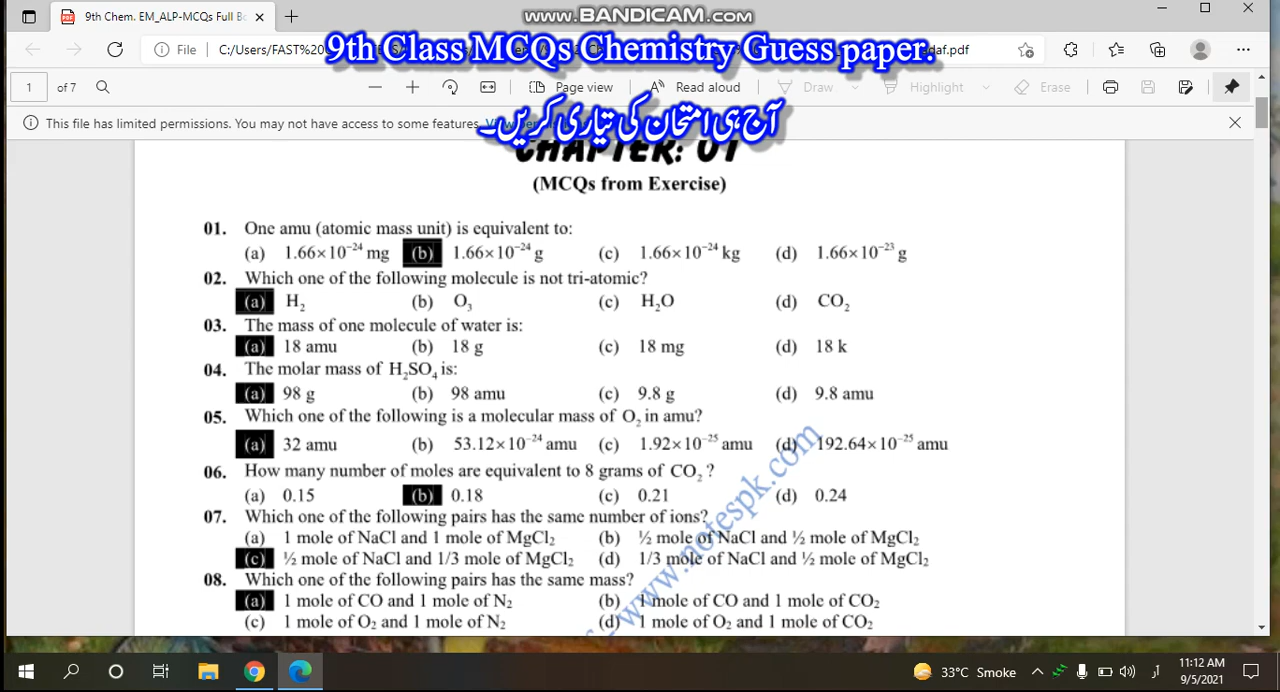 www.BANDICAM.com
9th Chem. EM_ALP-MCQs Full B
File C:/Users/FAST daf.pdf
9th Class MCQs Chemistry Guess paper.
1 of 7 Page view Read aloud Draw Highlight Erase
آج ہی امتحان کی تیاری کریں۔
This file has limited permissions. You may not have access to some features.
CHAPTER: 01
(MCQs from Exercise)
01. One amu (atomic mass unit) is equivalent to:
(a) 1.66×10⁻²⁴ mg (b) 1.66×10⁻²⁴ g (c) 1.66×10⁻²⁴ kg (d) 1.66×10⁻²³ g
02. Which one of the following molecule is not tri-atomic?
(a) H₂ (b) O₃ (c) H₂O (d) CO₂
03. The mass of one molecule of water is:
(a) 18 amu (b) 18 g (c) 18 mg (d) 18 k
04. The molar mass of H₂SO₄ is:
(a) 98 g (b) 98 amu (c) 9.8 g (d) 9.8 amu
05. Which one of the following is a molecular mass of O₂ in amu?
(a) 32 amu (b) 53.12×10⁻²⁴ amu (c) 1.92×10⁻²⁵ amu (d) 192.64×10⁻²⁵ amu
06. How many number of moles are equivalent to 8 grams of CO₂ ?
(a) 0.15 (b) 0.18 (c) 0.21 (d) 0.24
07. Which one of the following pairs has the same number of ions?
(a) 1 mole of NaCl and 1 mole of MgCl₂ (b) ½ mole of NaCl and ½ mole of MgCl₂
(c) ½ mole of NaCl and 1/3 mole of MgCl₂ (d) 1/3 mole of NaCl and ½ mole of MgCl₂
08. Which one of the following pairs has the same mass?
(a) 1 mole of CO and 1 mole of N₂ (b) 1 mole of CO and 1 mole of CO₂
(c) 1 mole of O₂ and 1 mole of N₂ (d) 1 mole of O₂ and 1 mole of CO₂
www.notespk.com
33°C Smoke 11:12 AM
9/5/2021